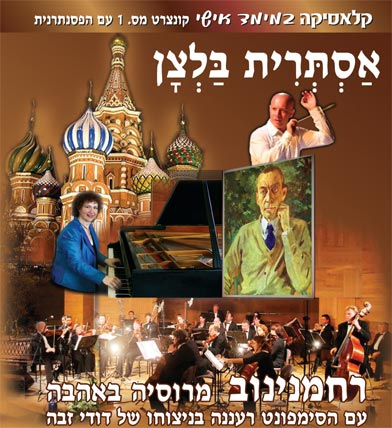 קלאסיקה במימד אישי קונצרט מס. 1 עם הפסנתרנית
אַסְתְּרִית בַּלְצָן
רחמנינוב מרוסיה באהבה
עם הסימפונט רעננה בניצוחו של דודי זבה